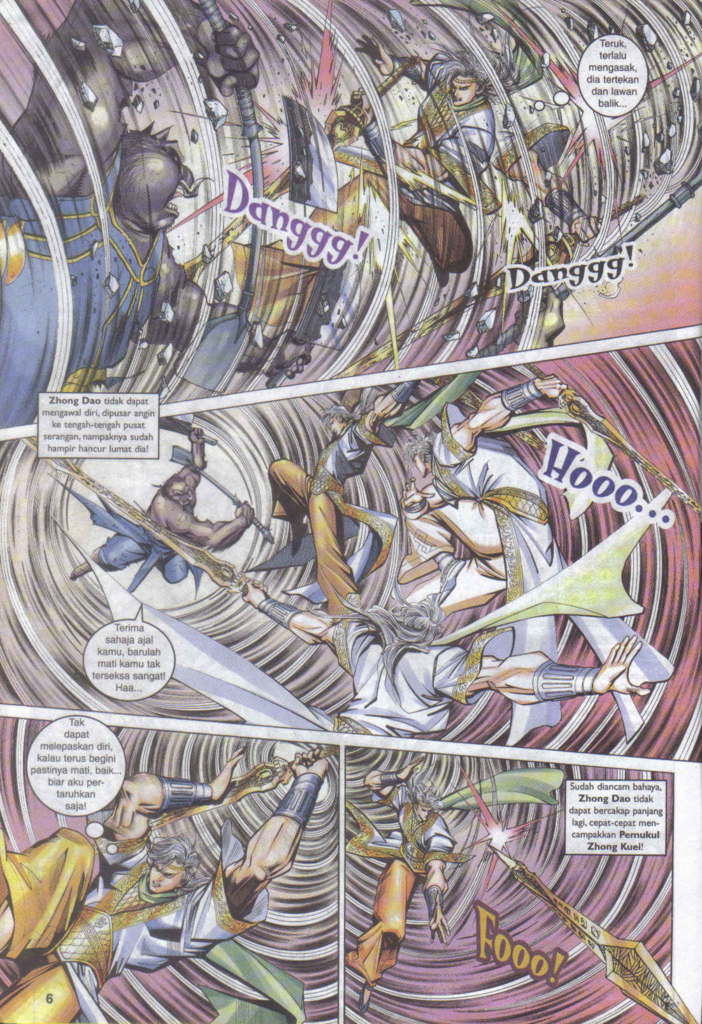 Teruk,
terlalu
mengasak,
dia tertekan
dan lawan
balik...
Danggg!
Danggg!
Zhong Dao tidak dapat
mengawal diri, dipusar angin
ke tengah-tengah pusat
serangan, nampaknya sudah
hampir hancur lumat dia!
Hooo...
Terima
sahaja ajal
kamu, barulah
mati kamu tak
terseksa sangat!
Haa...
Tak
dapat
melepaskan diri,
kalau terus begini
pastinya mati, baik...
biar aku per-
taruhkan
saja!
Sudah diancam bahaya,
Zhong Dao tidak
dapat bercakap panjang
lagi, cepat-cepat men-
campakkan Pemukul
Zhong Kuei!
Fooo!
6